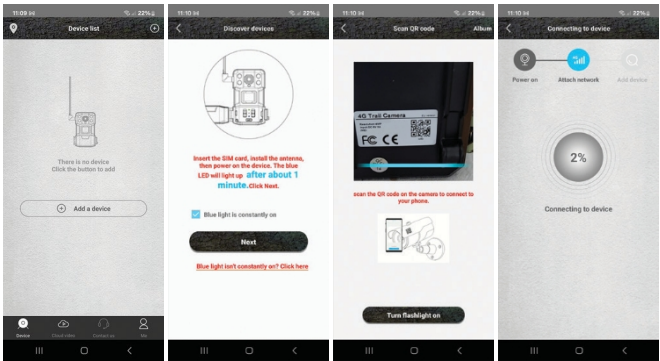 11:09
22%
Device list
There is no device
Click the button to add
Add a device
Device
Cloud video
Contact us
Me
11:10
22%
Discover devices
Insert the SIM card, install the antenna,
then power on the device. The blue
LED will light up after about 1
minute.Click Next.
Blue light is constantly on
Next
Blue light isn't constantly on? Click here
11:10
22%
Scan QR code
Album
4G Trail Camera
FC CE
scan the QR code on the camera to connect to
your phone.
Turn flashlight on
11:10
22%
Connecting to device
Power on
Attach network
Add device
2%
Connecting to device